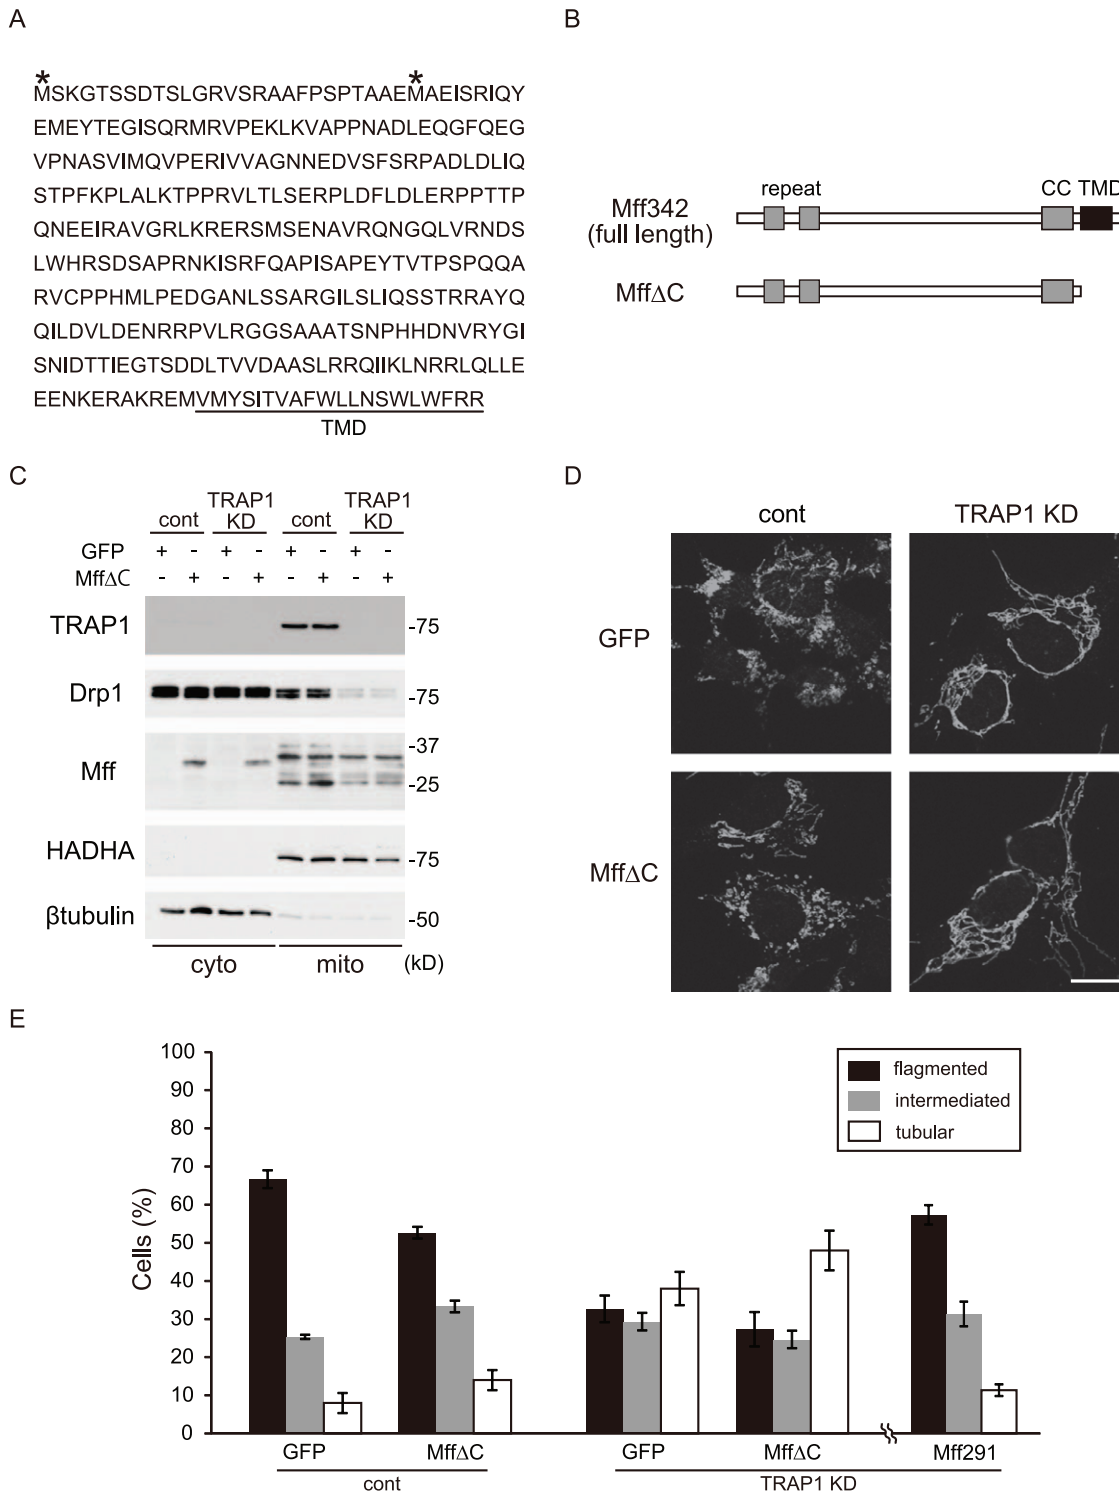 A
* *
MSKGTSSDTSLGRVSRAAFPSPTAAEMAEISRIQY
EMEYTEGISQRMRVPEKLKVAPPNADLEQGFQEG
VPNASVIMQVPERIVVAGNNEDVSFSRPADLDLIQ
STPFKPLALKTPPRVLTLSERPLDFLDLERPPTTP
QNEEIRAVGRLKRERSMSENAVRQNGQLVRNDS
LWHRSDSAPRNKISRFQAPISAPEYTVTPSPQQA
RVCPPHMLPEDGANLSSARGILSLIQSSTRRAYQ
QILDVLDENRRPVLRGGSAAATSNPHHDNVRYGI
SNIDTTIEGTSDDLTVVDAASLRRQIIKLNRRLQLLE
EENKERAKREMVMYSITVAFWLLNSWLWFRR
TMD
B
repeat CC TMD
Mff342
(full length)
MffΔC
C
cont TRAP1 KD cont TRAP1 KD
GFP + - + - + - + -
MffΔC - + - + - + - +
TRAP1 -75
Drp1 -75
Mff -37
-25
HADHA -75
βtubulin -50
cyto mito (kD)
D
cont TRAP1 KD
GFP
MffΔC
E
100
90
80
70
60
50
40
30
20
10
0
Cells (%)
flagmented
intermediated
tubular
GFP MffΔC GFP MffΔC Mff291
cont TRAP1 KD